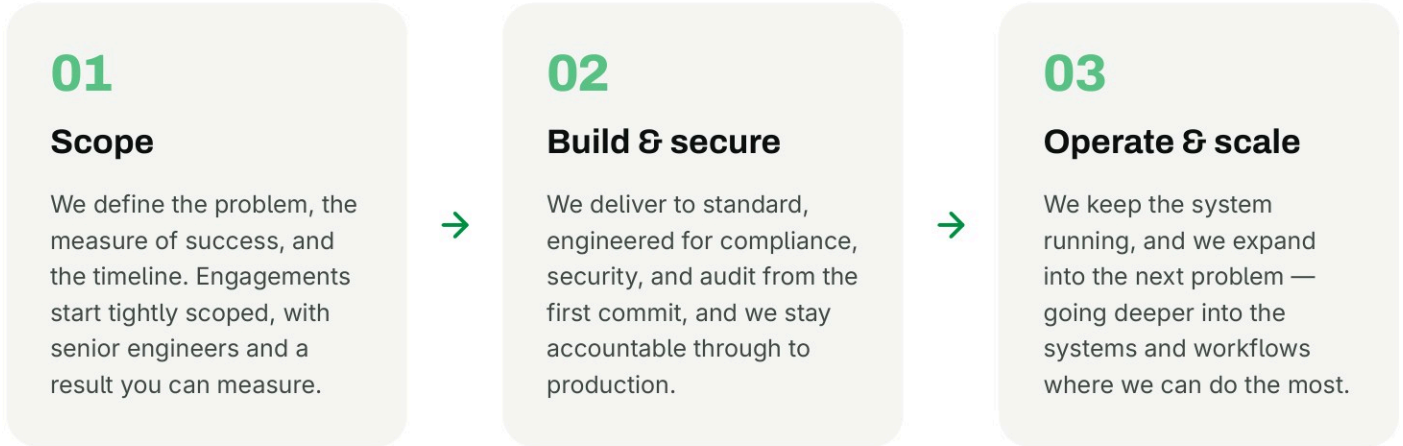 01
Scope
We define the problem, the
measure of success, and
the timeline. Engagements
start tightly scoped, with
senior engineers and a
result you can measure.
02
Build & secure
We deliver to standard,
engineered for compliance,
security, and audit from the
first commit, and we stay
accountable through to
production.
03
Operate & scale
We keep the system
running, and we expand
into the next problem —
going deeper into the
systems and workflows
where we can do the most.